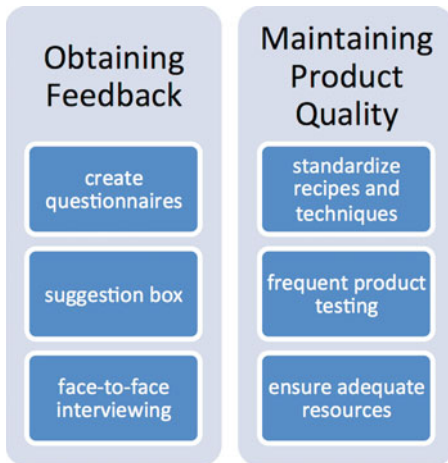 Obtaining
Feedback
create
questionnaires
suggestion box
face-to-face
interviewing
Maintaining
Product
Quality
standardize
recipes and
techniques
frequent product
testing
ensure adequate
resources